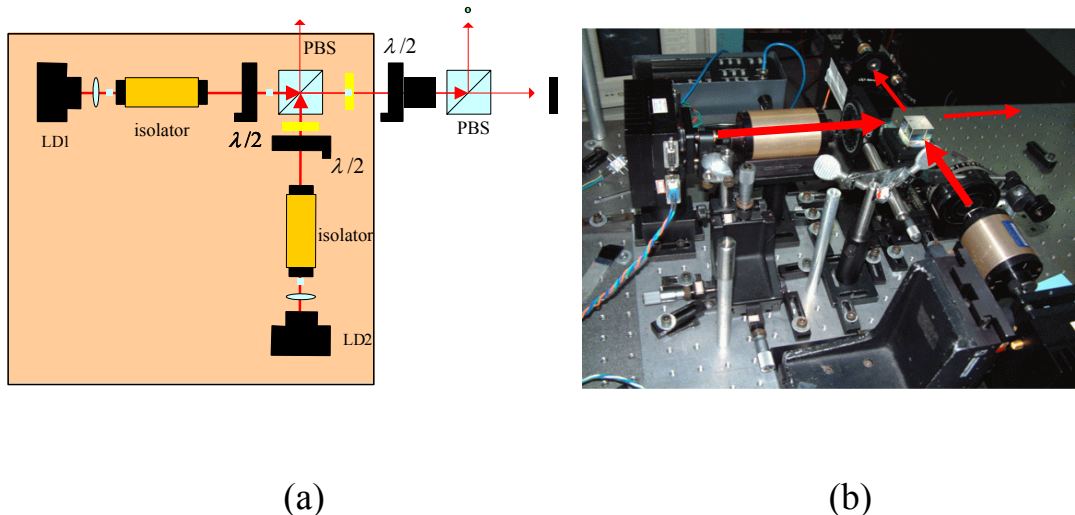 PBS
λ/2
LD1
isolator
λ/2
λ/2
PBS
isolator
LD2
(a)
(b)